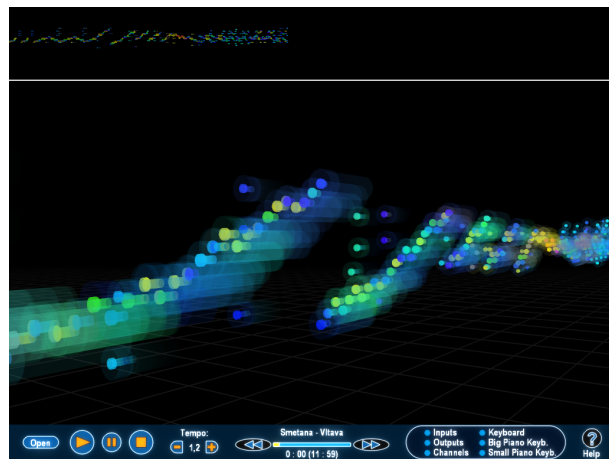 Open
Tempo:
1,2
Smetana - Vltava
0 : 00 (11 : 59)
Inputs
Outputs
Channels
Keyboard
Big Piano Keyb.
Small Piano Keyb.
?
Help